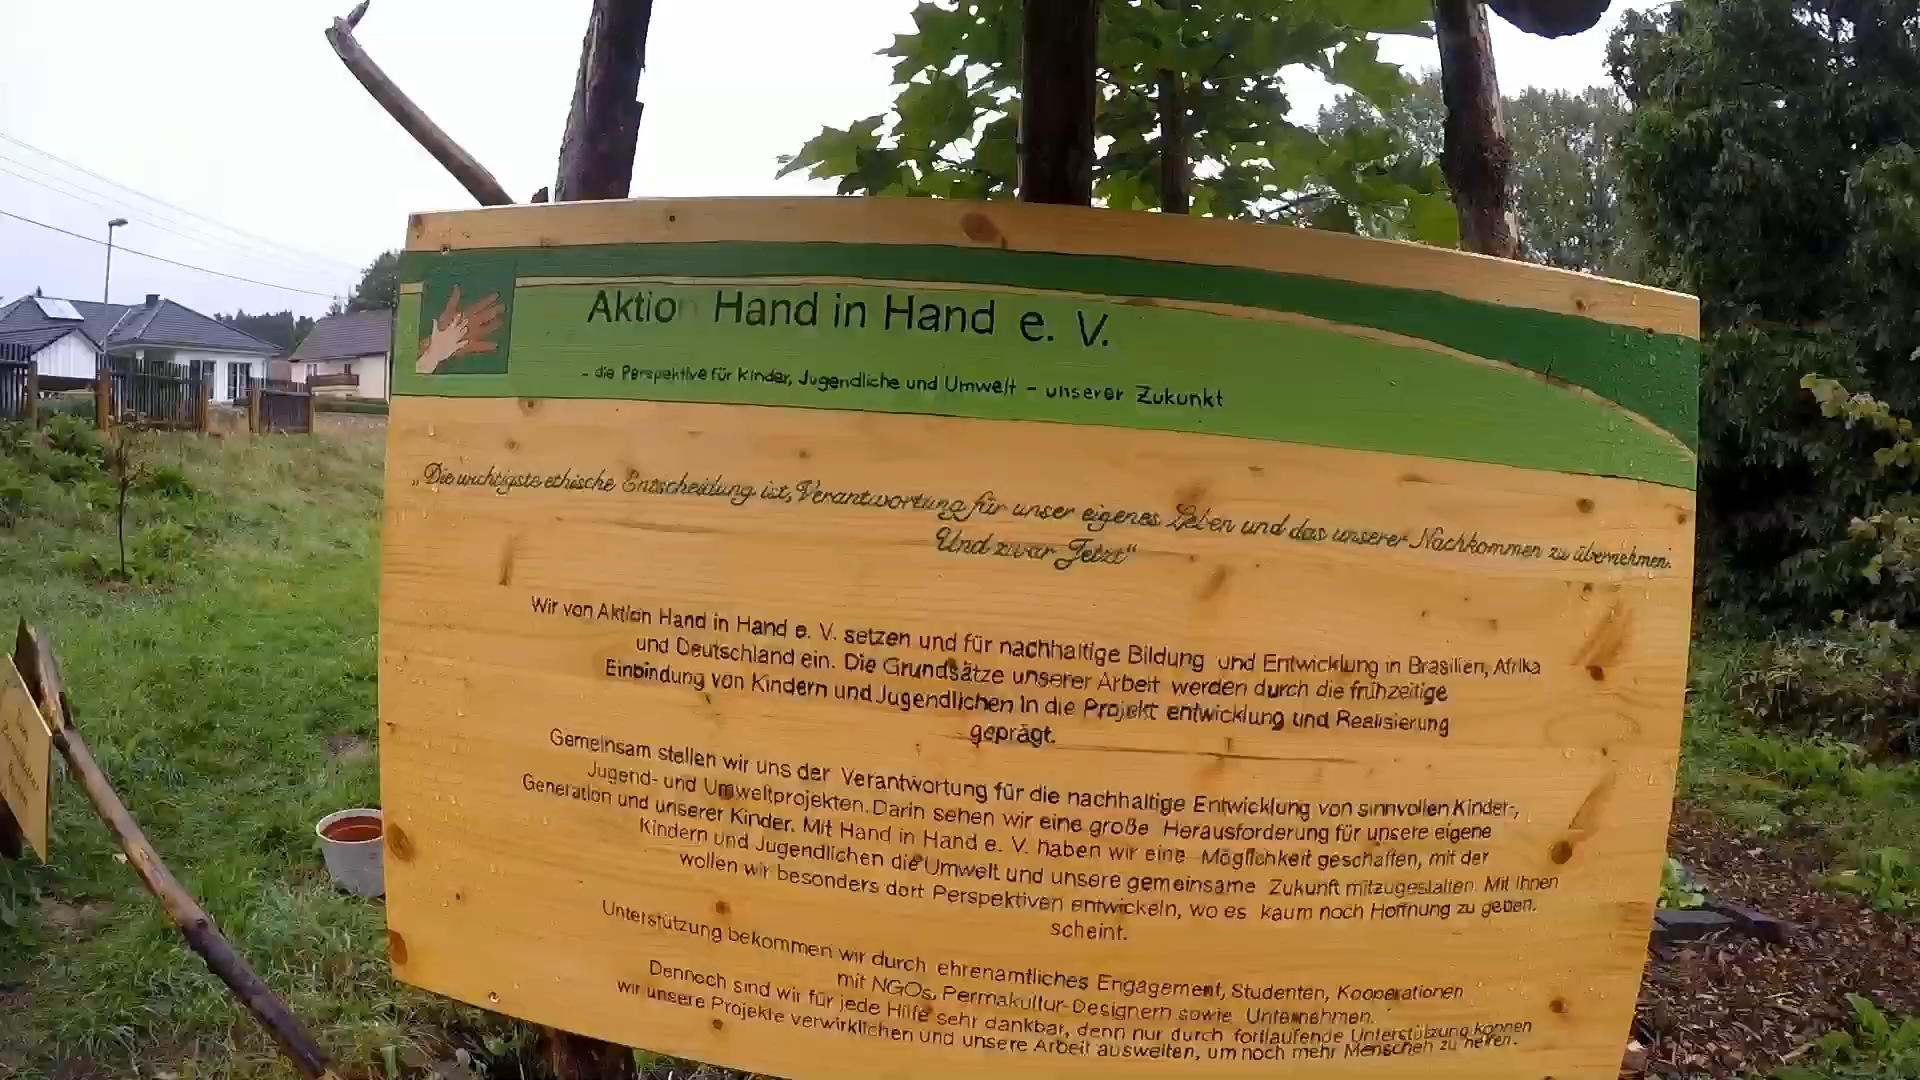 Aktion Hand in Hand e. V.
- die Perspektive für Kinder, Jugendliche und Umwelt - unserer Zukunkt
„Die wichtigste ethische Entscheidung ist, Verantwortung für unser eigenes Leben und das unserer Nachkommen zu übernehmen.
Und zwar Jetzt“
Wir von Aktion Hand in Hand e. V. setzen und für nachhaltige Bildung und Entwicklung in Brasilien, Afrika
und Deutschland ein. Die Grundsätze unserer Arbeit werden durch die frühzeitige
Einbindung von Kindern und Jugendlichen in die Projekt entwicklung und Realisierung
geprägt.
Gemeinsam stellen wir uns der Verantwortung für die nachhaltige Entwicklung von sinnvollen Kinder-,
Jugend- und Umweltprojekten. Darin sehen wir eine große Herausforderung für unsere eigene
Generation und unserer Kinder. Mit Hand in Hand e. V. haben wir eine Möglichkeit geschaffen, mit der
Kindern und Jugendlichen die Umwelt und unsere gemeinsame Zukunft mitzugestalten. Mit Ihnen
wollen wir besonders dort Perspektiven entwickeln, wo es kaum noch Hoffnung zu geben.
scheint.
Unterstützung bekommen wir durch ehrenamtliches Engagement, Studenten, Kooperationen
mit NGOs, Permakultur-Designern sowie Unternehmen.
Dennoch sind wir für jede Hilfe sehr dankbar, denn nur durch fortlaufende Unterstützung können
wir unsere Projekte verwirklichen und unsere Arbeit ausweiten, um noch mehr Menschen zu helfen.